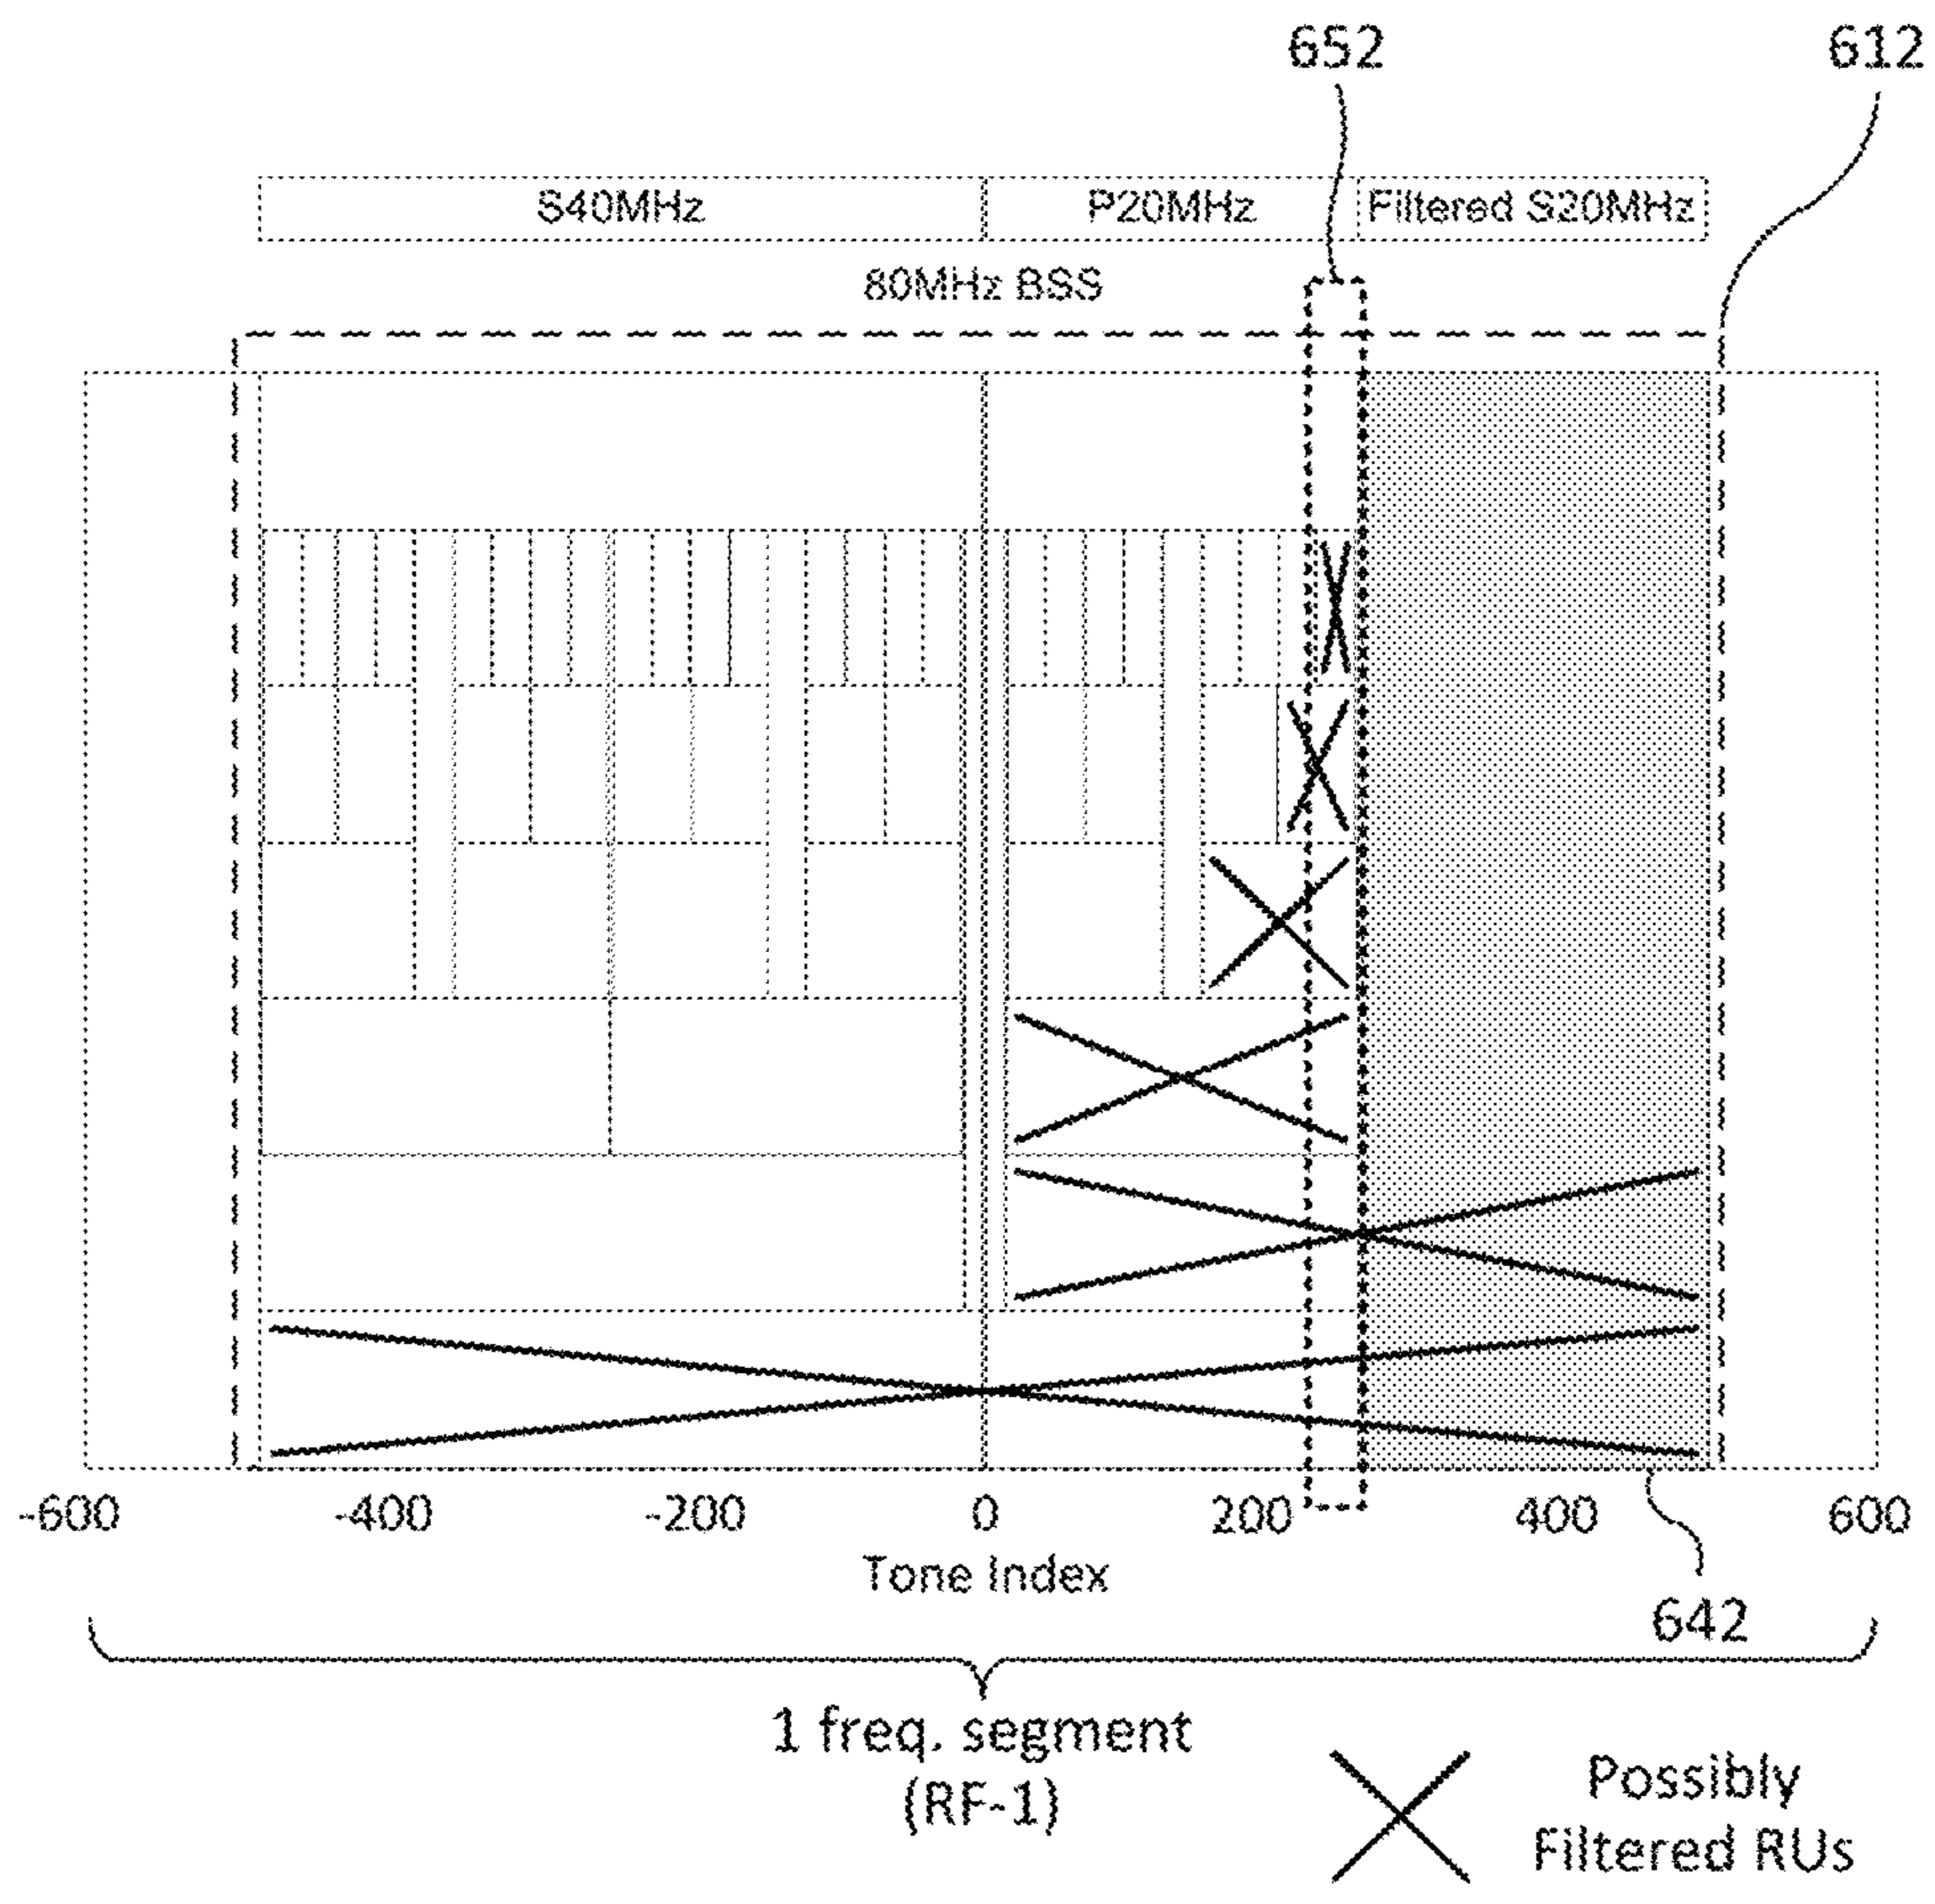 652 612
S40MHz P20MHz Filtered S20MHz
80MHz BSS
-600 -400 -200 0 200 400 600
Tone Index
642
1 freq. segment
(RF-1)
Possibly
Filtered RUs